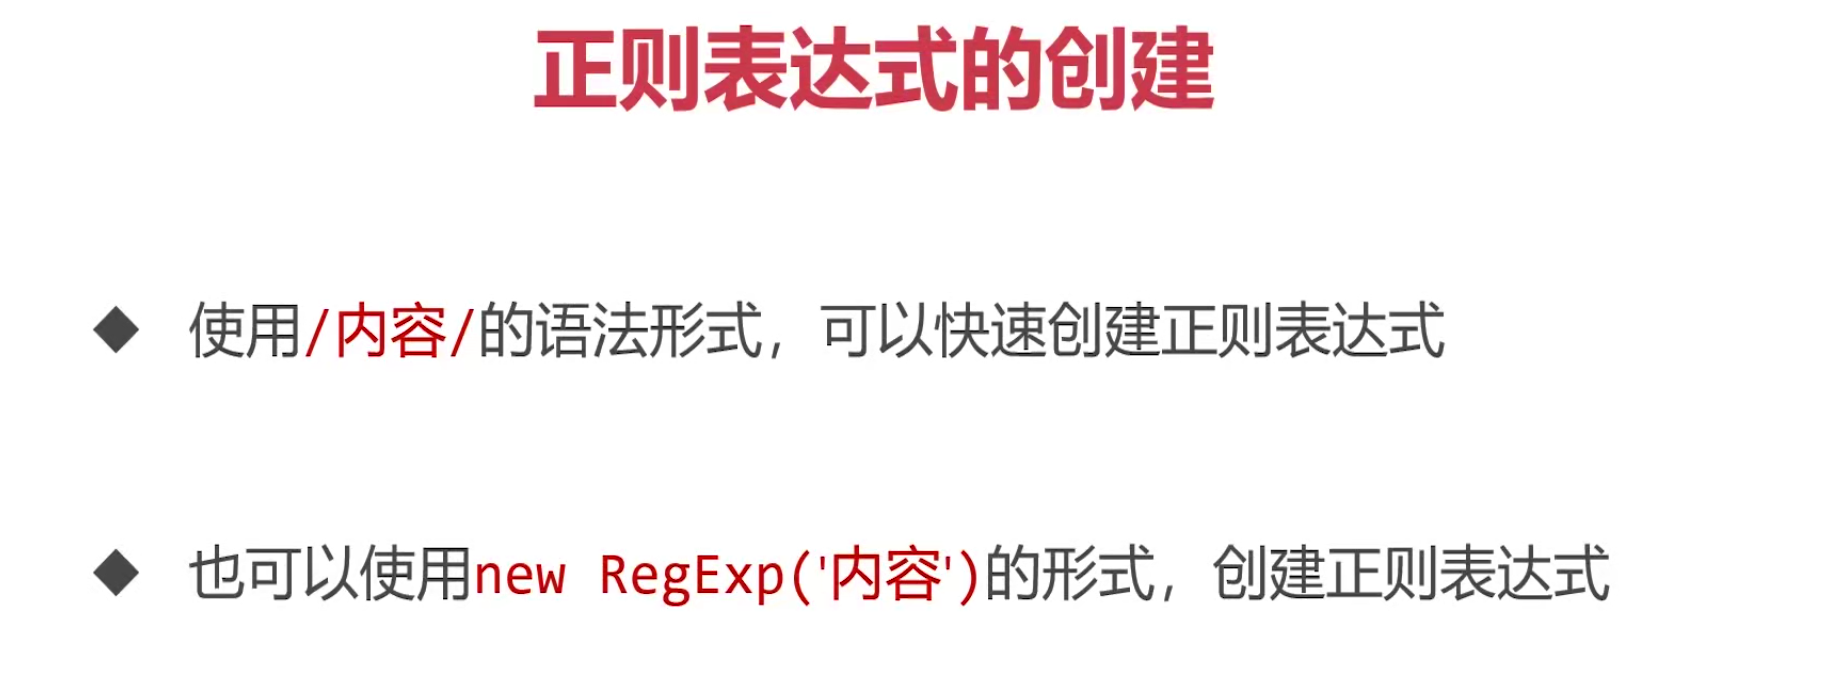 正则表达式的创建
◆ 使用/内容/的语法形式，可以快速创建正则表达式
◆ 也可以使用new RegExp('内容')的形式，创建正则表达式